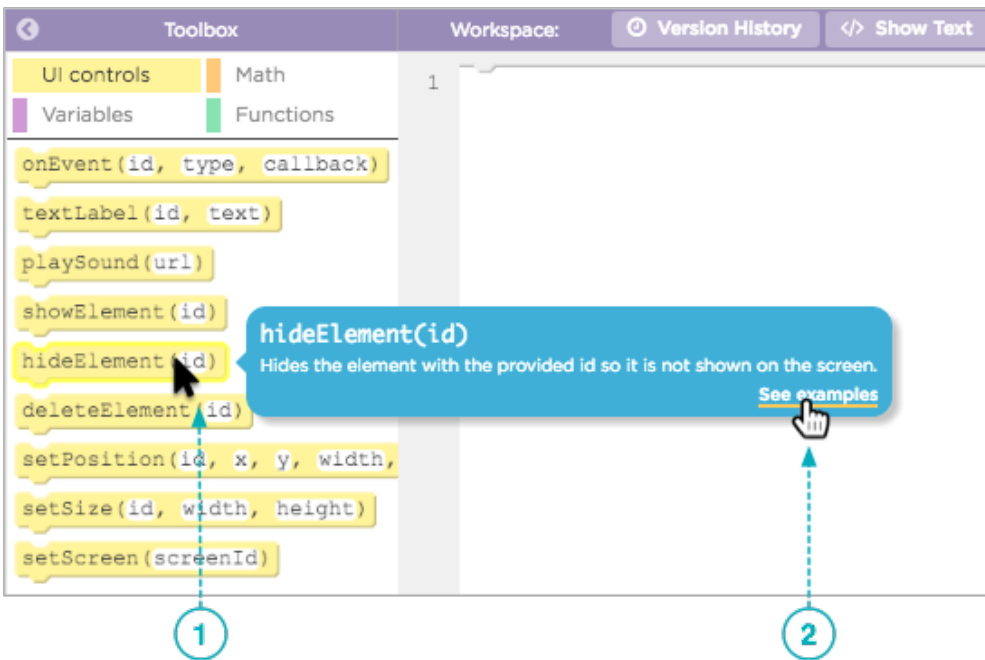 Toolbox
Workspace:
Version History
</> Show Text
UI controls
Math
Variables
Functions
1
onEvent(id, type, callback)
textLabel(id, text)
playSound(url)
showElement(id)
hideElement(id)
hideElement(id)
Hides the element with the provided id so it is not shown on the screen.
See examples
deleteElement(id)
setPosition(id, x, y, width,
setSize(id, width, height)
setScreen(screenId)
1
2